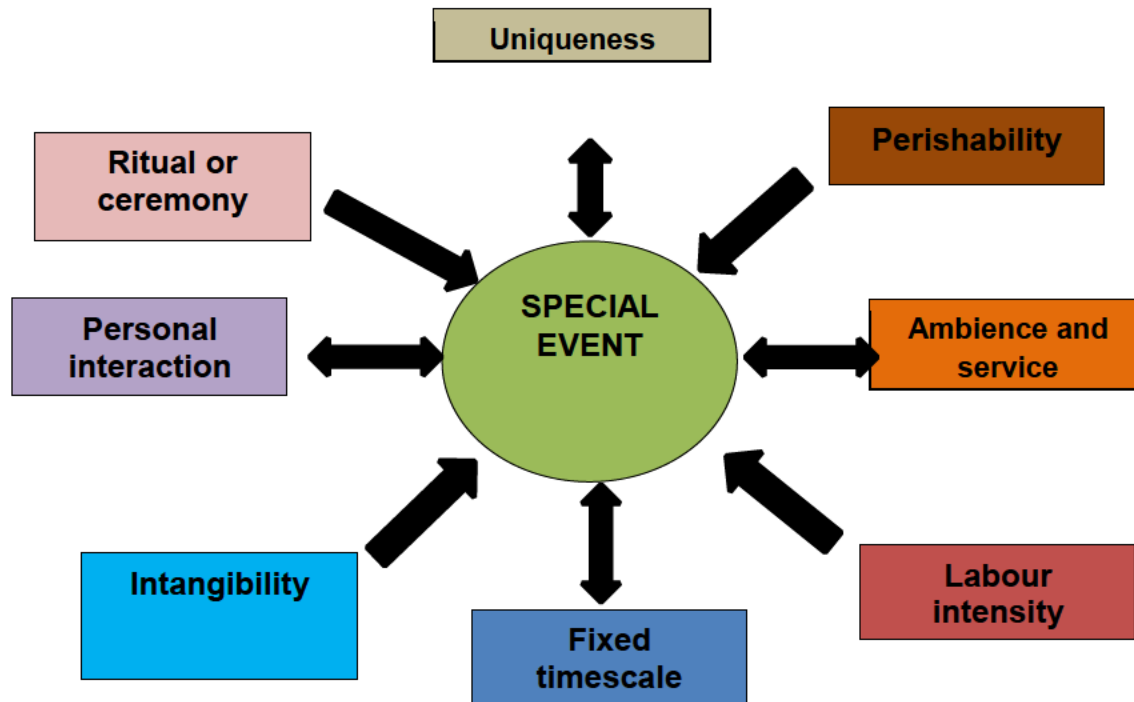 Uniqueness
Perishability
Ritual or
ceremony
SPECIAL
EVENT
Personal
interaction
Ambience and
service
Intangibility
Labour
intensity
Fixed
timescale